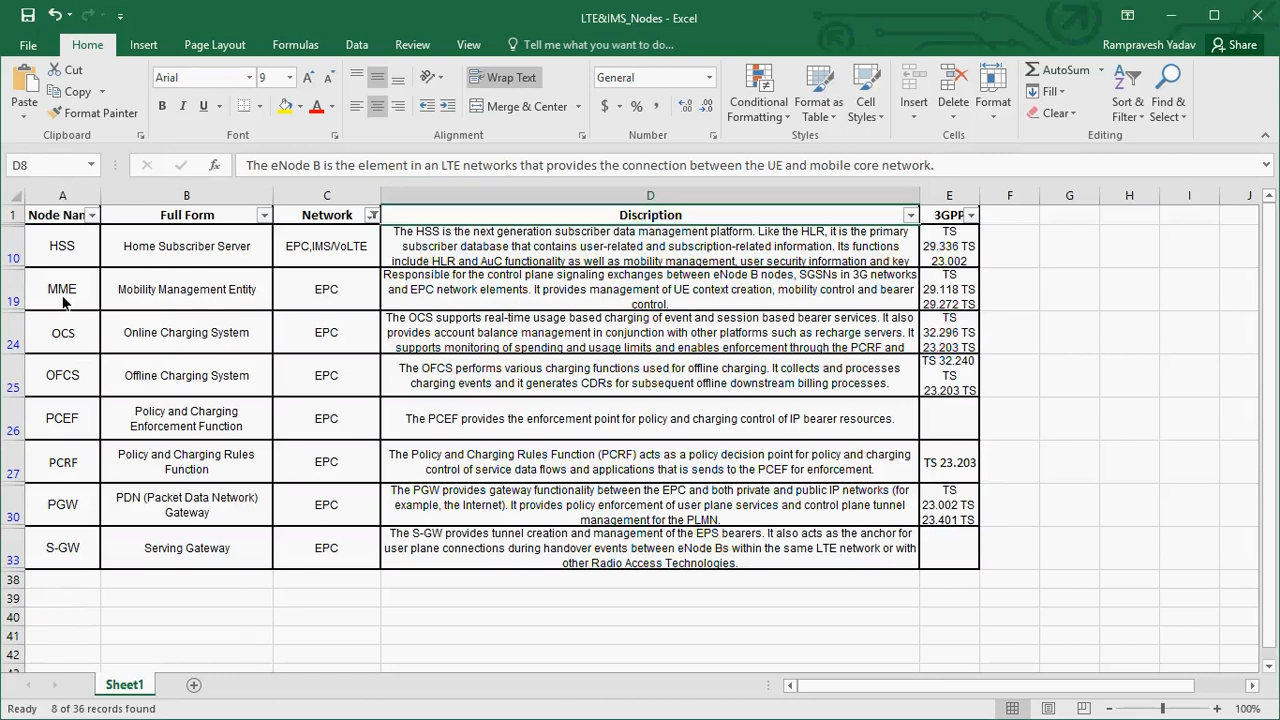 LTE&IMS_Nodes - Excel
File Home Insert Page Layout Formulas Data Review View Tell me what you want to do... Rampravesh Yadav Share
Paste
Cut
Copy
Format Painter
Clipboard
Arial 9
B I U
Font
Wrap Text
Merge & Center
Alignment
General
$ % ,
Number
Conditional
Formatting
Format as
Table
Cell
Styles
Styles
Insert Delete Format
Cells
AutoSum
Fill
Clear
Sort &
Filter
Find &
Select
Editing
D8
fx
The eNode B is the element in an LTE networks that provides the connection between the UE and mobile core network.
A B C D E F G H I J
1 Node Nan Full Form Network Discription 3GPP
10 HSS Home Subscriber Server EPC,IMS/VoLTE
The HSS is the next generation subscriber data management platform. Like the HLR, it is the primary
subscriber database that contains user-related and subscription-related information. Its functions
include HLR and AuC functionality as well as mobility management, user security information and key
TS
29.336 TS
23.002
19 MME Mobility Management Entity EPC
Responsible for the control plane signaling exchanges between eNode B nodes, SGSNs in 3G networks
and EPC network elements. It provides management of UE context creation, mobility control and bearer
control.
TS
29.118 TS
29.272 TS
24 OCS Online Charging System EPC
The OCS supports real-time usage based charging of event and session based bearer services. It also
provides account balance management in conjunction with other platforms such as recharge servers. It
supports monitoring of spending and usage limits and enables enforcement through the PCRF and
TS
32.296 TS
23.203 TS
25 OFCS Offline Charging System EPC
The OFCS performs various charging functions used for offline charging. It collects and processes
charging events and it generates CDRs for subsequent offline downstream billing processes.
TS 32.240
TS
23.203 TS
26 PCEF
Policy and Charging
Enforcement Function
EPC
The PCEF provides the enforcement point for policy and charging control of IP bearer resources.
27 PCRF
Policy and Charging Rules
Function
EPC
The Policy and Charging Rules Function (PCRF) acts as a policy decision point for policy and charging
control of service data flows and applications that is sends to the PCEF for enforcement.
TS 23.203
30 PGW
PDN (Packet Data Network)
Gateway
EPC
The PGW provides gateway functionality between the EPC and both private and public IP networks (for
example, the Internet). It provides policy enforcement of user plane services and control plane tunnel
management for the PLMN.
TS
23.002 TS
23.401 TS
33 S-GW Serving Gateway EPC
The S-GW provides tunnel creation and management of the EPS bearers. It also acts as the anchor for
user plane connections during handover events between eNode Bs within the same LTE network or with
other Radio Access Technologies.
38
39
40
41
42
Sheet1
Ready 8 of 36 records found 100%